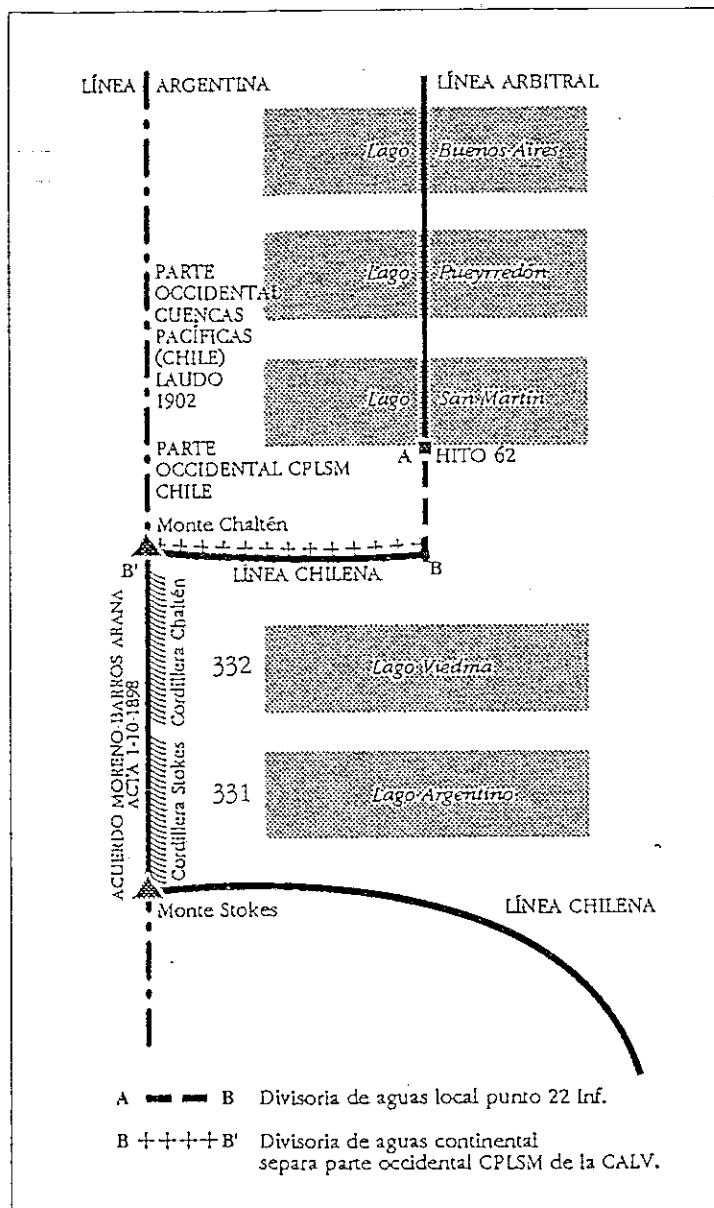 LÍNEA ARGENTINA
LÍNEA ARBITRAL
Lago Buenos Aires
Lago Pueyrredón
PARTE
OCCIDENTAL
CUENCAS
PACÍFICAS
(CHILE)
LAUDO
1902
Lago San Martín
A HITO 62
PARTE
OCCIDENTAL CPLSM
CHILE
Monte Chaltén
B'
LÍNEA CHILENA
B
ACUERDO MORENO-BARROS ARANA
ACTA 1-10-1898
Cordillera Chaltén
Cordillera Stokes
332
Lago Viedma
331
Lago Argentino
Monte Stokes
LÍNEA CHILENA
A B Divisoria de aguas local punto 22 Inf.
B ++++ B' Divisoria de aguas continental
separa parte occidental CPLSM de la CALV.